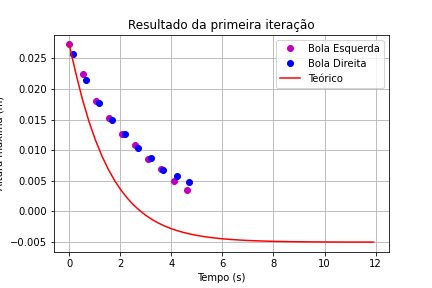 Resultado da primeira iteração
Bola Esquerda
Bola Direita
Teórico
0.025
0.020
0.015
0.010
0.005
0.000
−0.005
0 2 4 6 8 10 12
Tempo (s)